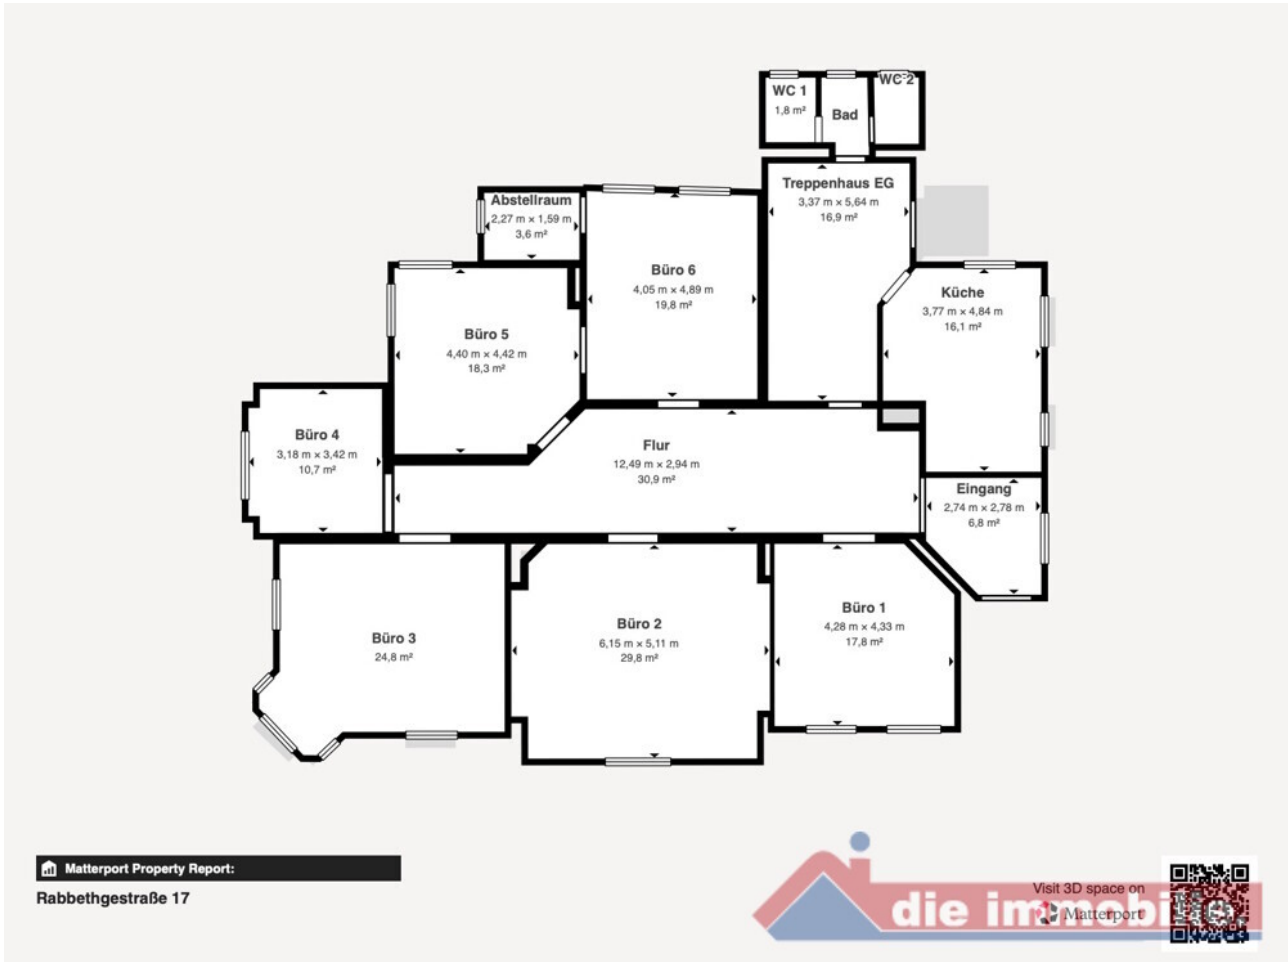 WC 1
1,8 m²
Bad
WC 2
Treppenhaus EG
3,37 m × 5,64 m
16,9 m²
Abstellraum
2,27 m × 1,59 m
3,6 m²
Büro 6
4,05 m × 4,89 m
19,8 m²
Küche
3,77 m × 4,84 m
16,1 m²
Büro 5
4,40 m × 4,42 m
18,3 m²
Büro 4
3,18 m × 3,42 m
10,7 m²
Flur
12,49 m × 2,94 m
30,9 m²
Eingang
2,74 m × 2,78 m
6,8 m²
Büro 3
24,8 m²
Büro 2
6,15 m × 5,11 m
29,8 m²
Büro 1
4,28 m × 4,33 m
17,8 m²
Matterport Property Report:
Rabbethgestraße 17
Visit 3D space on
Matterport
die